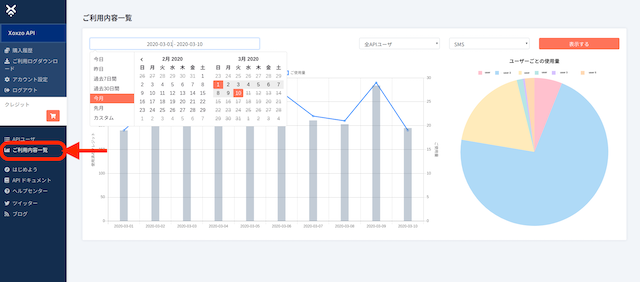 Xoxzo API
購入履歴
ご利用ログダウンロード
アカウント設定
ログアウト
クレジット
APIユーザ
ご利用内容一覧
はじめよう
API ドキュメント
ヘルプセンター
ツイッター
ブログ
ご利用内容一覧
2020-03-01 - 2020-03-10
全APIユーザ
SMS
表示する
今日
昨日
過去7日間
過去30日間
今月
先月
カスタム
2月 2020
日 月 火 水 木 金 土
26 27 28 29 30 31 1
2 3 4 5 6 7 8
9 10 11 12 13 14 15
16 17 18 19 20 21 22
23 24 25 26 27 28 29
1 2 3 4 5 6 7
3月 2020
日 月 火 水 木 金 土
1 2 3 4 5 6 7
8 9 10 11 12 13 14
15 16 17 18 19 20 21
22 23 24 25 26 27 28
29 30 31 1 2 3 4
5 6 7 8 9 10 11
ご使用量
ユーザーごとの使用量
30
25
20
15
10
5
0
150
100
50
0
2020-03-01
2020-03-02
2020-03-03
2020-03-04
2020-03-05
2020-03-06
2020-03-07
2020-03-08
2020-03-09
2020-03-10